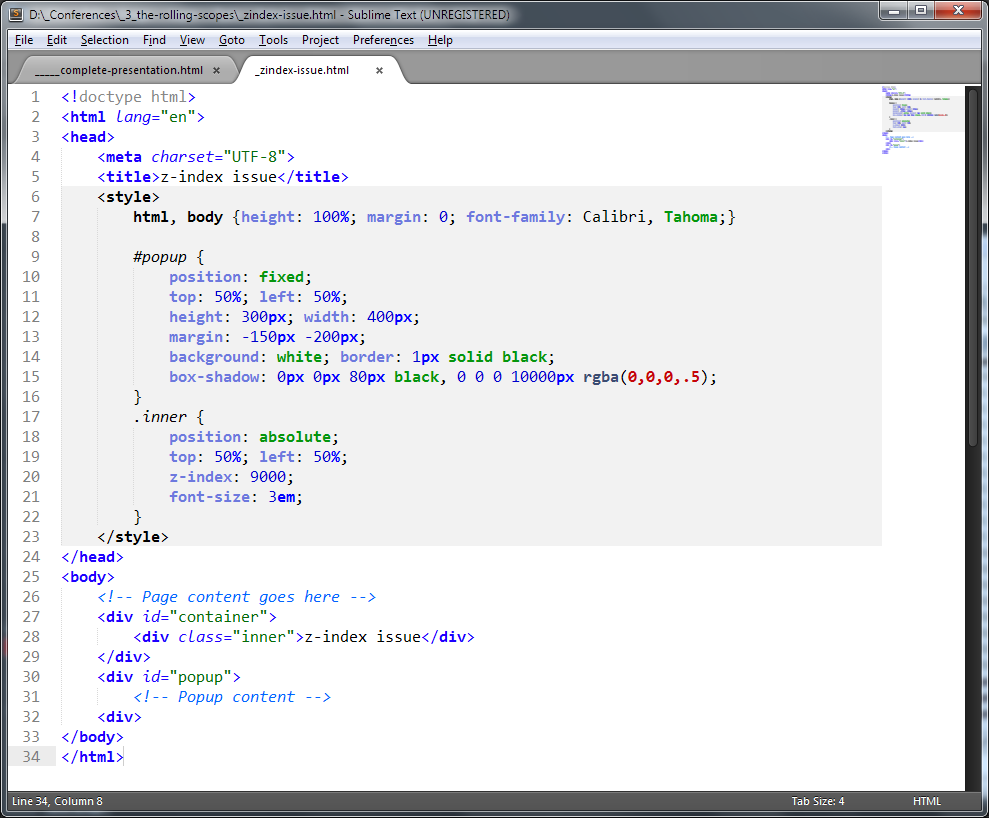 D:\_Conferences\_3_the-rolling-scopes\_zindex-issue.html - Sublime Text (UNREGISTERED)
File Edit Selection Find View Goto Tools Project Preferences Help
_____complete-presentation.html × _zindex-issue.html ×
1 <!doctype html>
2 <html lang="en">
3 <head>
4 <meta charset="UTF-8">
5 <title>z-index issue</title>
6 <style>
7 html, body {height: 100%; margin: 0; font-family: Calibri, Tahoma;}
8
9 #popup {
10 position: fixed;
11 top: 50%; left: 50%;
12 height: 300px; width: 400px;
13 margin: -150px -200px;
14 background: white; border: 1px solid black;
15 box-shadow: 0px 0px 80px black, 0 0 0 10000px rgba(0,0,0,.5);
16 }
17 .inner {
18 position: absolute;
19 top: 50%; left: 50%;
20 z-index: 9000;
21 font-size: 3em;
22 }
23 </style>
24 </head>
25 <body>
26 <!-- Page content goes here -->
27 <div id="container">
28 <div class="inner">z-index issue</div>
29 </div>
30 <div id="popup">
31 <!-- Popup content -->
32 <div>
33 </body>
34 </html>
Line 34, Column 8 Tab Size: 4 HTML